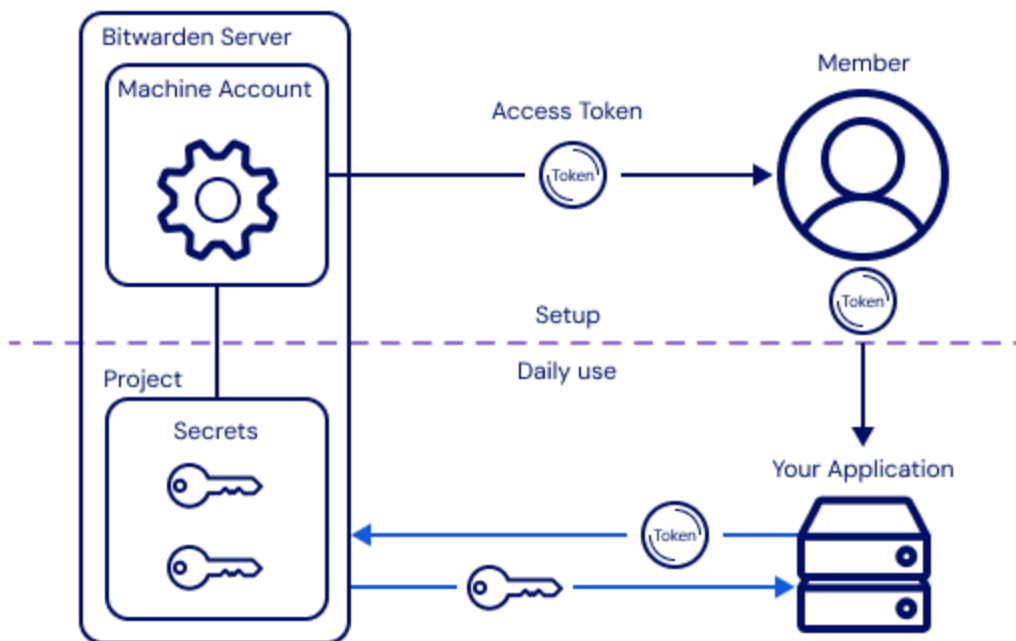 Bitwarden Server
Machine Account
Access Token
Token
Member
Token
Setup
Daily use
Project
Secrets
Your Application
Token